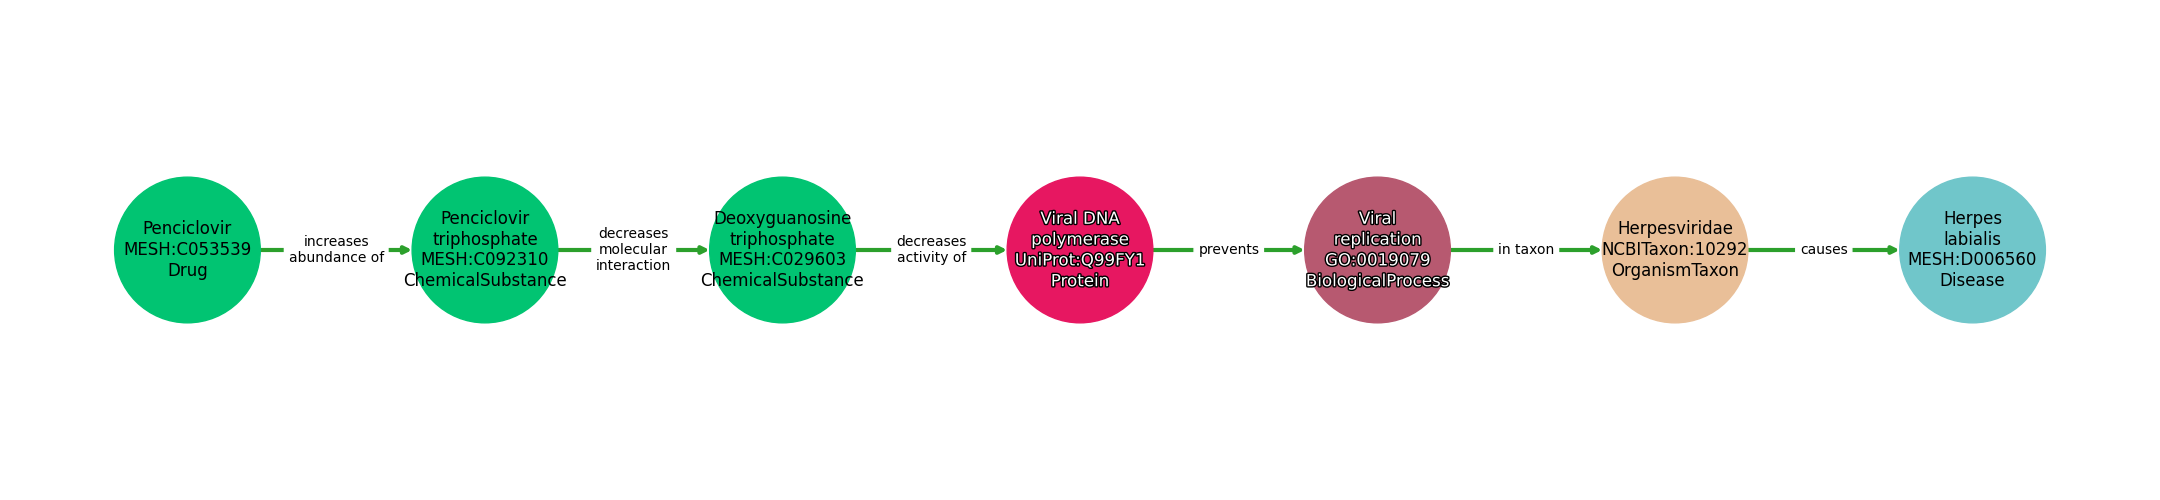 Penciclovir
MESH:C053539
Drug
increases
abundance of
Penciclovir
triphosphate
MESH:C092310
ChemicalSubstance
decreases
molecular
interaction
Deoxyguanosine
triphosphate
MESH:C029603
ChemicalSubstance
decreases
activity of
Viral DNA
polymerase
UniProt:Q99FY1
Protein
prevents
Viral
replication
GO:0019079
BiologicalProcess
in taxon
Herpesviridae
NCBITaxon:10292
OrganismTaxon
causes
Herpes
labialis
MESH:D006560
Disease